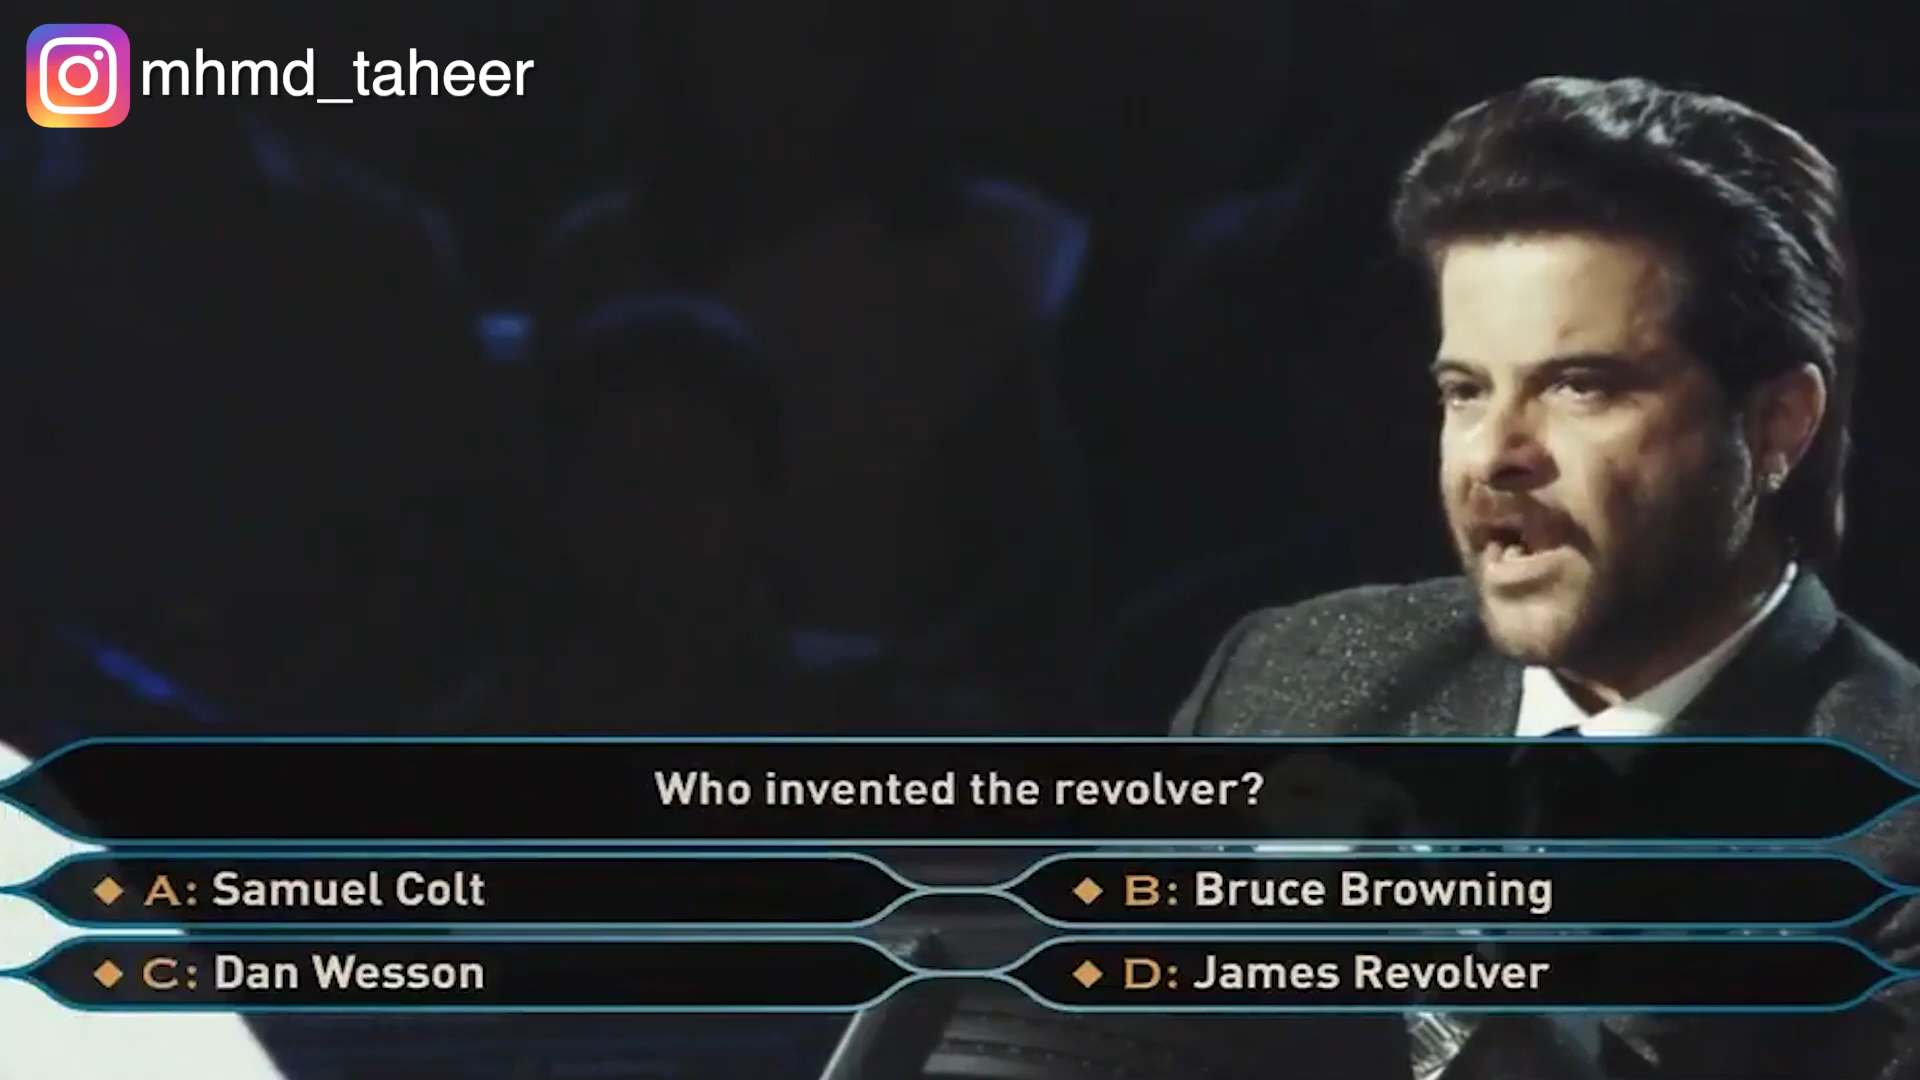 mhmd_taheer
Who invented the revolver?
A: Samuel Colt
B: Bruce Browning
C: Dan Wesson
D: James Revolver